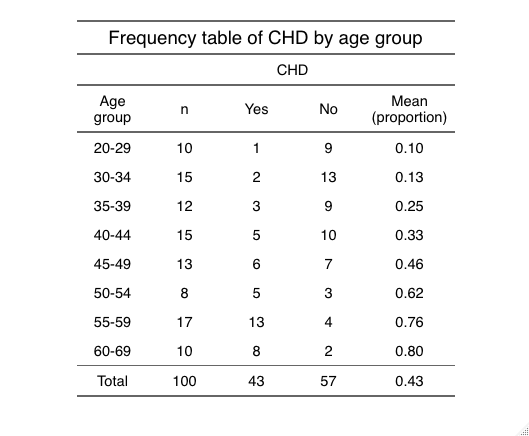 Frequency table of CHD by age group
CHD
Age group n Yes No Mean (proportion)
20-29 10 1 9 0.10
30-34 15 2 13 0.13
35-39 12 3 9 0.25
40-44 15 5 10 0.33
45-49 13 6 7 0.46
50-54 8 5 3 0.62
55-59 17 13 4 0.76
60-69 10 8 2 0.80
Total 100 43 57 0.43